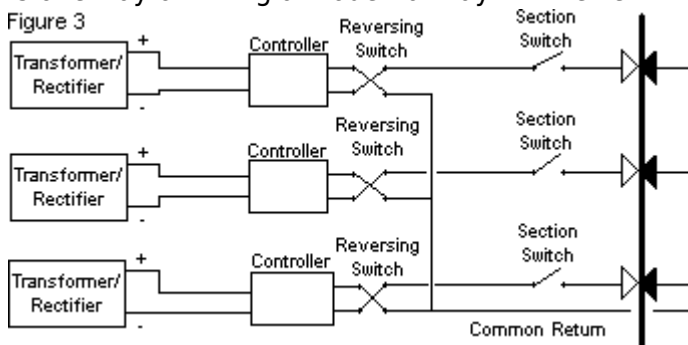 Figure 3
Transformer/
Rectifier
+
-
Controller
Reversing
Switch
Section
Switch
Transformer/
Rectifier
+
-
Controller
Reversing
Switch
Section
Switch
Transformer/
Rectifier
+
-
Controller
Reversing
Switch
Section
Switch
Common Return